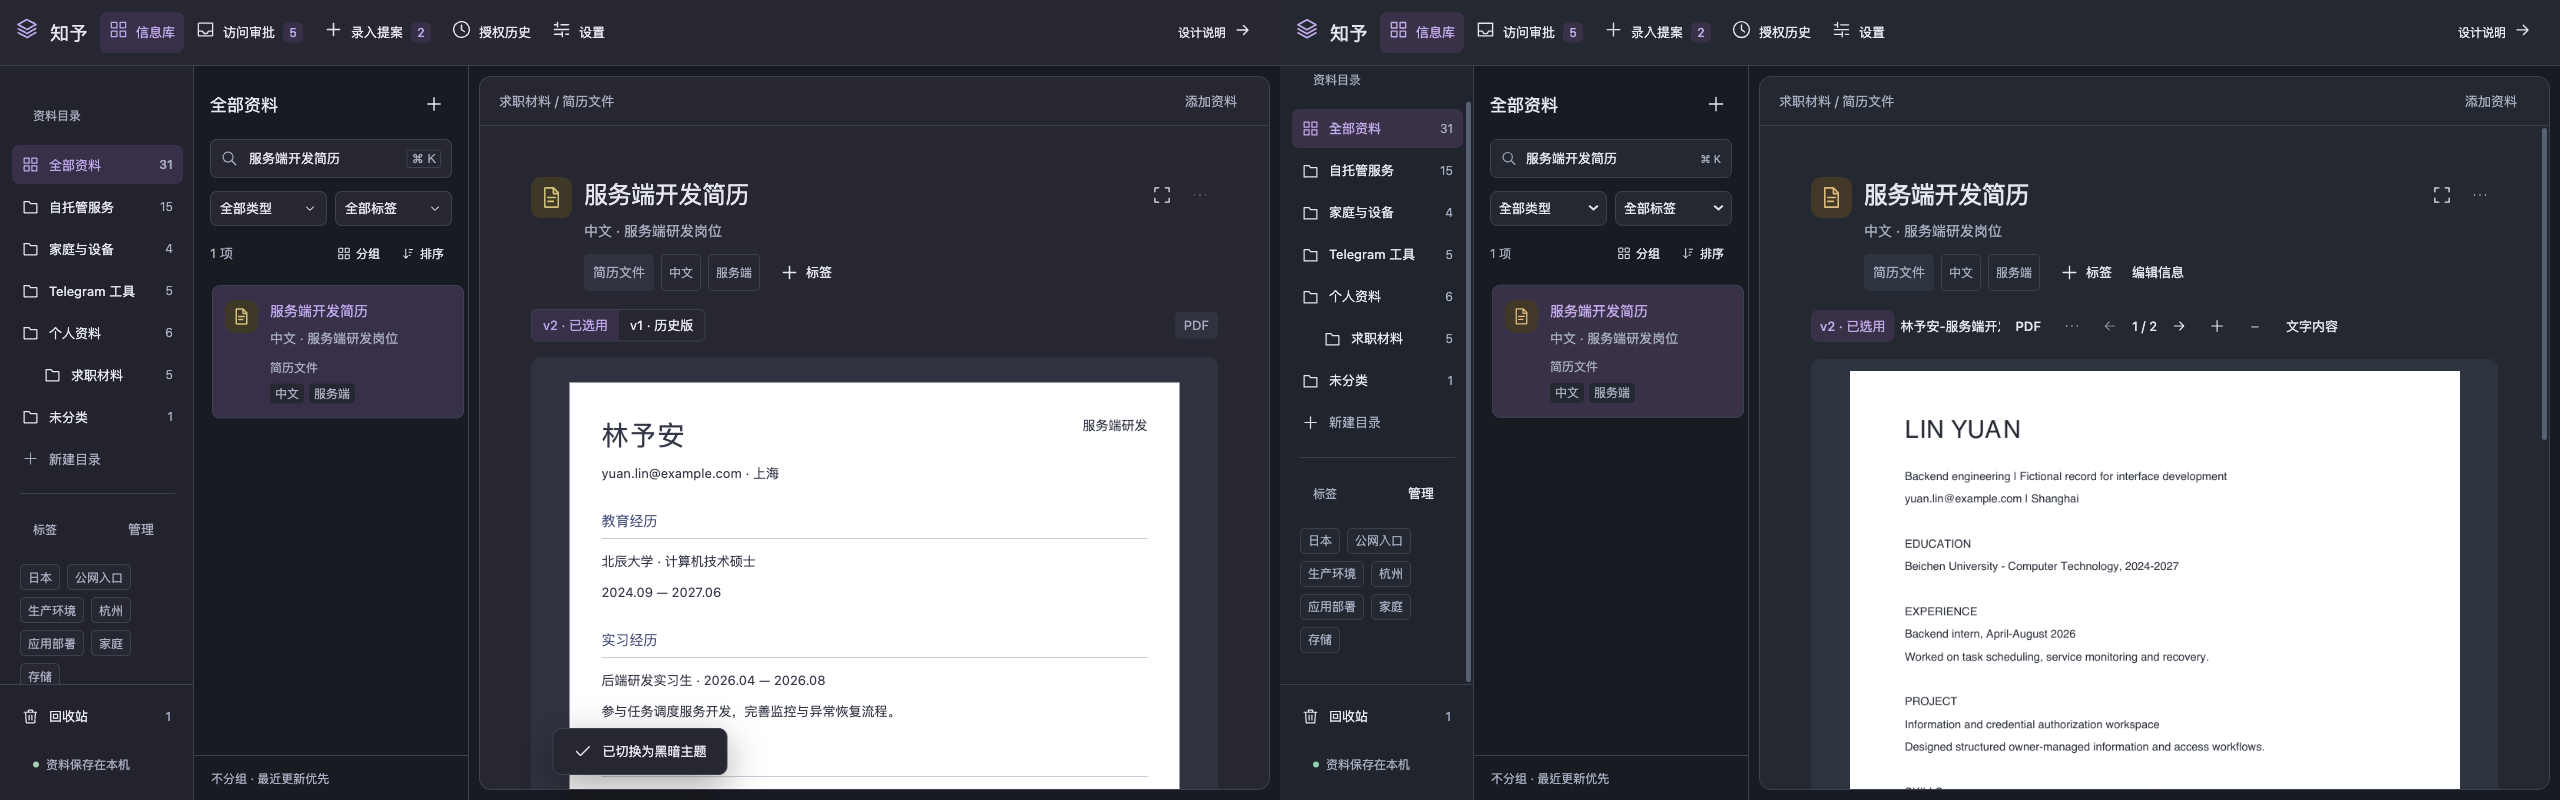 知予 信息库 访问审批 5 录入提案 2 授权历史 设置 设计说明
资料目录
全部资料 31
自托管服务 15
家庭与设备 4
Telegram 工具 5
个人资料 6
求职材料 5
未分类 1
新建目录
标签 管理
日本 公网入口
生产环境 杭州
应用部署 家庭
存储
回收站 1
资料保存在本机
全部资料
服务端开发简历 ⌘ K
全部类型 全部标签
1 项 分组 排序
服务端开发简历
中文 · 服务端研发岗位
简历文件
中文 服务端
不分组 · 最近更新优先
求职材料 / 简历文件 添加资料
服务端开发简历
中文 · 服务端研发岗位
简历文件 中文 服务端 标签
v2 · 已选用 v1 · 历史版 PDF
林予安 服务端研发
yuan.lin@example.com · 上海
教育经历
北辰大学 · 计算机技术硕士
2024.09 — 2027.06
实习经历
后端研发实习生 · 2026.04 — 2026.08
参与任务调度服务开发，完善监控与异常恢复流程。
已切换为黑暗主题
知予 信息库 访问审批 5 录入提案 2 授权历史 设置 设计说明
资料目录
全部资料 31
自托管服务 15
家庭与设备 4
Telegram 工具 5
个人资料 6
求职材料 5
未分类 1
新建目录
标签 管理
日本 公网入口
生产环境 杭州
应用部署 家庭
存储
回收站 1
资料保存在本机
全部资料
服务端开发简历 ⌘ K
全部类型 全部标签
1 项 分组 排序
服务端开发简历
中文 · 服务端研发岗位
简历文件
中文 服务端
不分组 · 最近更新优先
求职材料 / 简历文件 添加资料
服务端开发简历
中文 · 服务端研发岗位
简历文件 中文 服务端 标签 编辑信息
v2 · 已选用 林予安-服务端开 PDF 1 / 2 文字内容
LIN YUAN
Backend engineering | Fictional record for interface development
yuan.lin@example.com | Shanghai
EDUCATION
Beichen University - Computer Technology, 2024-2027
EXPERIENCE
Backend intern, April-August 2026
Worked on task scheduling, service monitoring and recovery.
PROJECT
Information and credential authorization workspace
Designed structured owner-managed information and access workflows.